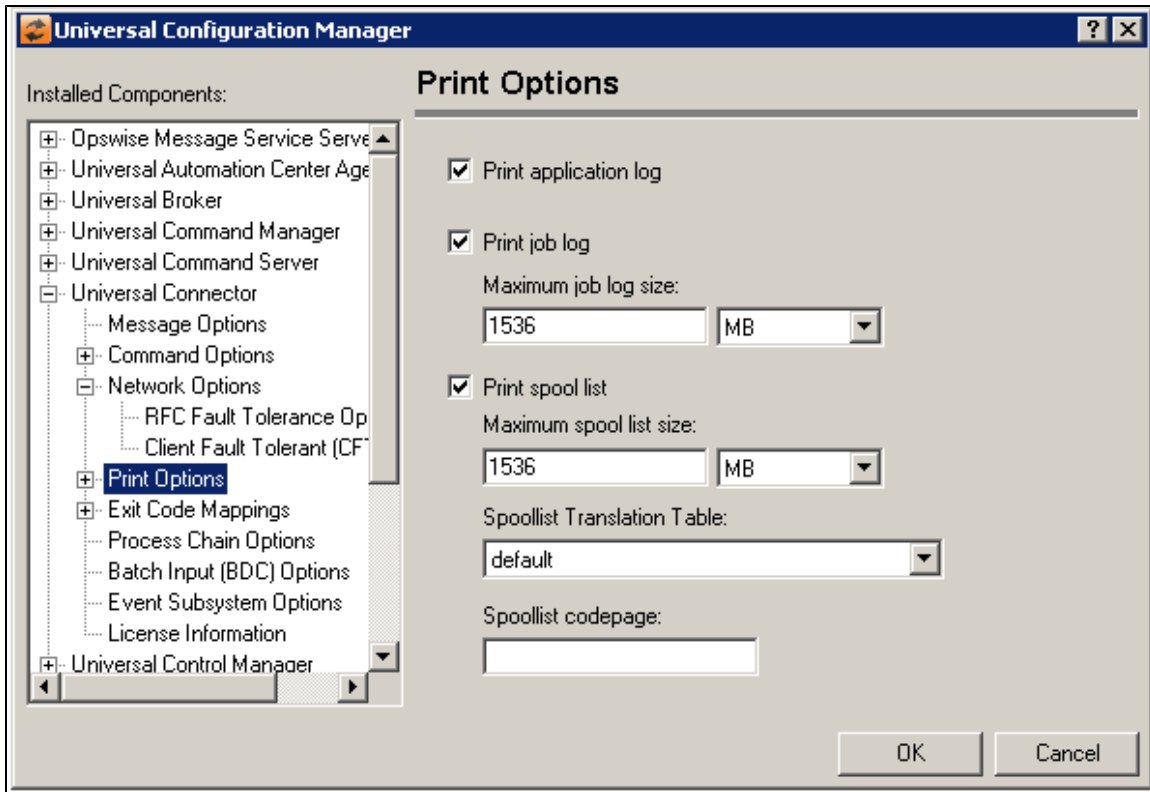 Universal Configuration Manager
Installed Components:
Opswise Message Service Serve
Universal Automation Center Age
Universal Broker
Universal Command Manager
Universal Command Server
Universal Connector
Message Options
Command Options
Network Options
RFC Fault Tolerance Op
Client Fault Tolerant (CFT
Print Options
Exit Code Mappings
Process Chain Options
Batch Input (BDC) Options
Event Subsystem Options
License Information
Universal Control Manager
Print Options
Print application log
Print job log
Maximum job log size:
1536 MB
Print spool list
Maximum spool list size:
1536 MB
Spoollist Translation Table:
default
Spoollist codepage:
OK Cancel